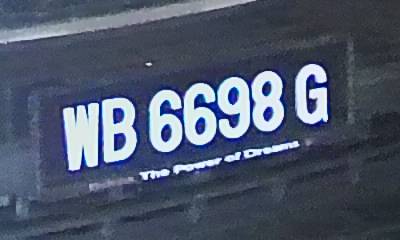 WB 6698 G
The Power of Dreams